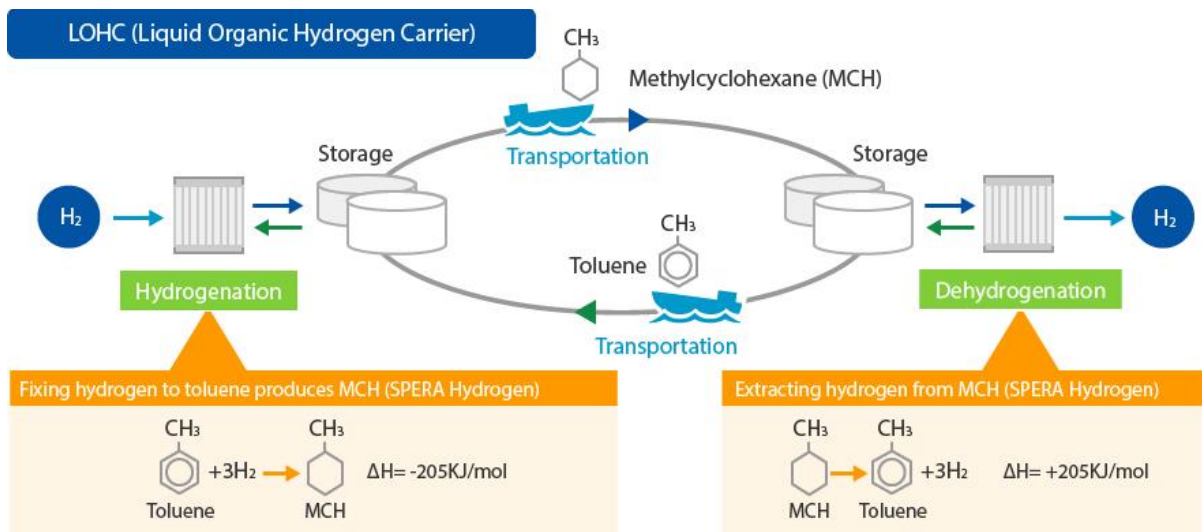 LOHC (Liquid Organic Hydrogen Carrier)
CH₃
Methylcyclohexane (MCH)
Transportation
Storage
Storage
H₂
H₂
CH₃
Toluene
Hydrogenation
Dehydrogenation
Transportation
Fixing hydrogen to toluene produces MCH (SPERA Hydrogen)
CH₃
CH₃
+3H₂
ΔH= -205KJ/mol
Toluene
MCH
Extracting hydrogen from MCH (SPERA Hydrogen)
CH₃
CH₃
+3H₂
ΔH= +205KJ/mol
MCH
Toluene